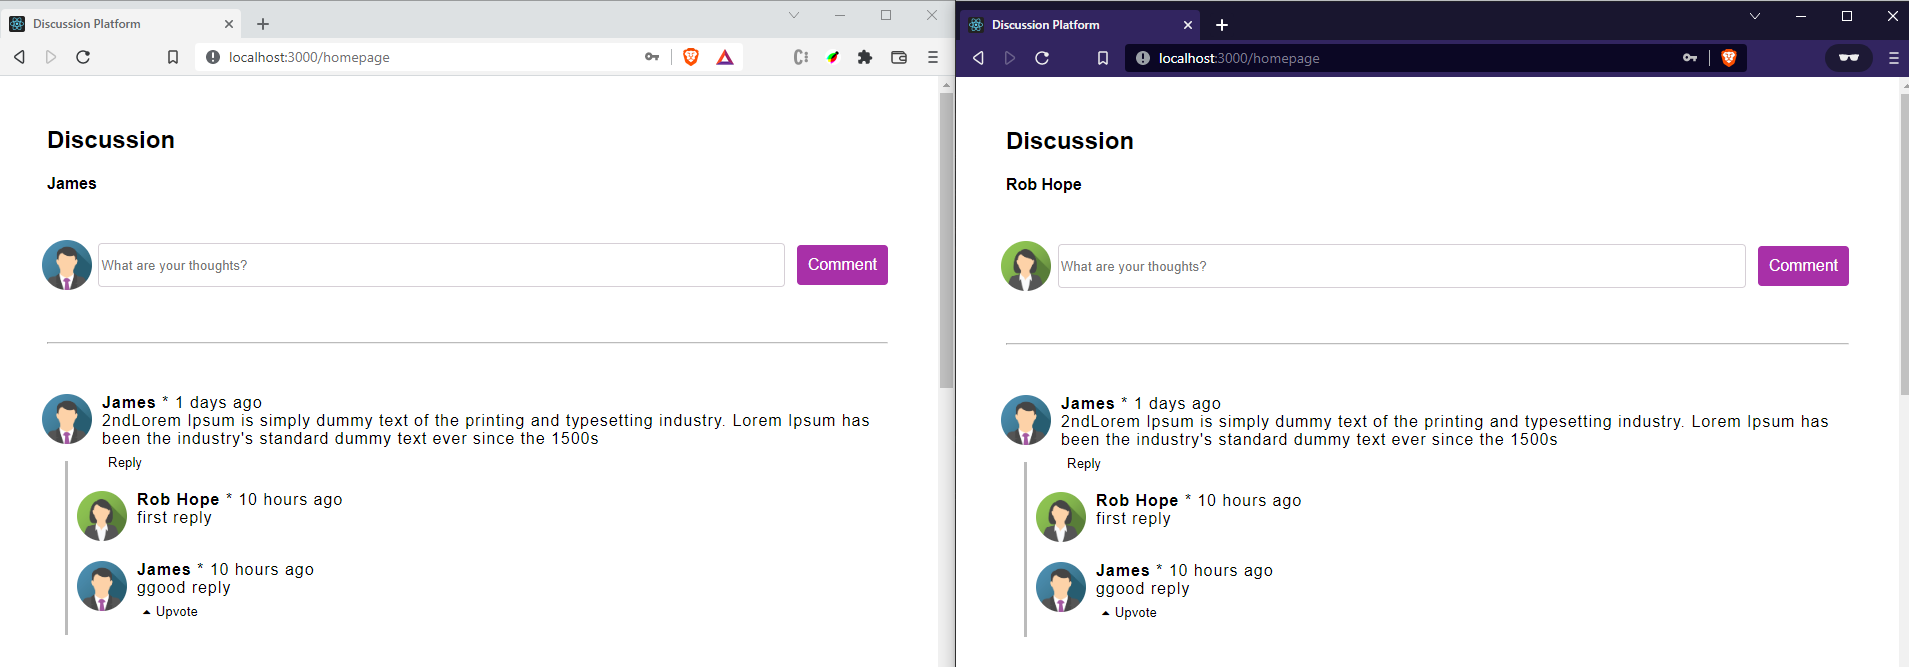 Discussion Platform
localhost:3000/homepage
Discussion
James
What are your thoughts?
Comment
James * 1 days ago
2ndLorem Ipsum is simply dummy text of the printing and typesetting industry. Lorem Ipsum has
been the industry's standard dummy text ever since the 1500s
Reply
Rob Hope * 10 hours ago
first reply
James * 10 hours ago
ggood reply
Upvote
Discussion Platform
localhost:3000/homepage
Discussion
Rob Hope
What are your thoughts?
Comment
James * 1 days ago
2ndLorem Ipsum is simply dummy text of the printing and typesetting industry. Lorem Ipsum has
been the industry's standard dummy text ever since the 1500s
Reply
Rob Hope * 10 hours ago
first reply
James * 10 hours ago
ggood reply
Upvote